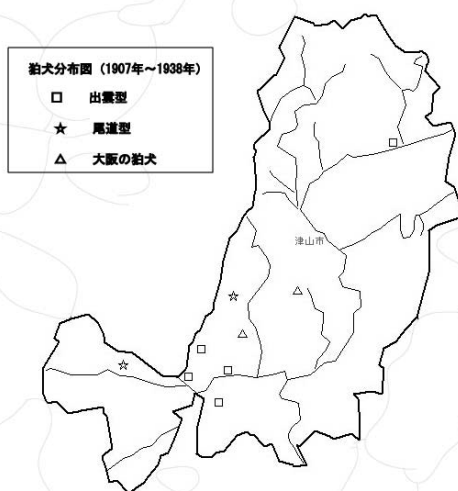 狛犬分布図（1907年～1938年）
□ 出雲型
☆ 尾道型
△ 大阪の狛犬
津山市